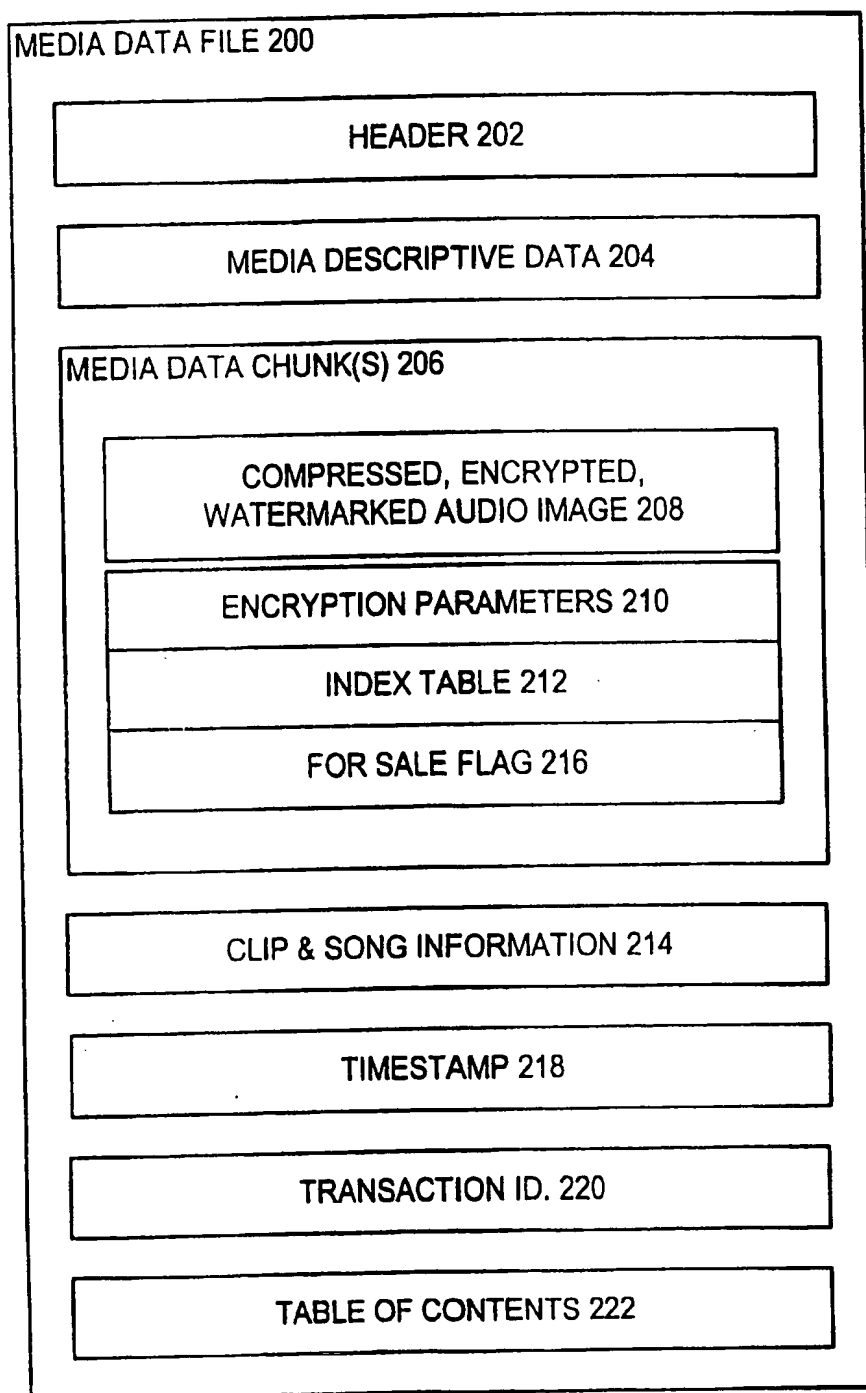 MEDIA DATA FILE 200
HEADER 202
MEDIA DESCRIPTIVE DATA 204
MEDIA DATA CHUNK(S) 206
COMPRESSED, ENCRYPTED,
WATERMARKED AUDIO IMAGE 208
ENCRYPTION PARAMETERS 210
INDEX TABLE 212
FOR SALE FLAG 216
CLIP & SONG INFORMATION 214
TIMESTAMP 218
TRANSACTION ID. 220
TABLE OF CONTENTS 222